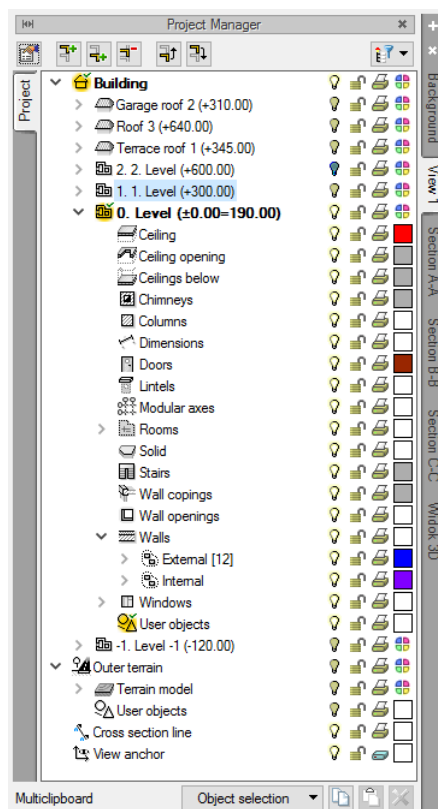 Project Manager
Project
Building
Garage roof 2 (+310.00)
Roof 3 (+640.00)
Terrace roof 1 (+345.00)
2. 2. Level (+600.00)
1. 1. Level (+300.00)
0. Level (±0.00=190.00)
Ceiling
Ceiling opening
Ceilings below
Chimneys
Columns
Dimensions
Doors
Lintels
Modular axes
Rooms
Solid
Stairs
Wall copings
Wall openings
Walls
External [12]
Internal
Windows
User objects
-1. Level -1 (-120.00)
Outer terrain
Terrain model
User objects
Cross section line
View anchor
Multiclipboard
Object selection
Background
View 1
Section A-A
Section B-B
Section C-C
Widok 3D